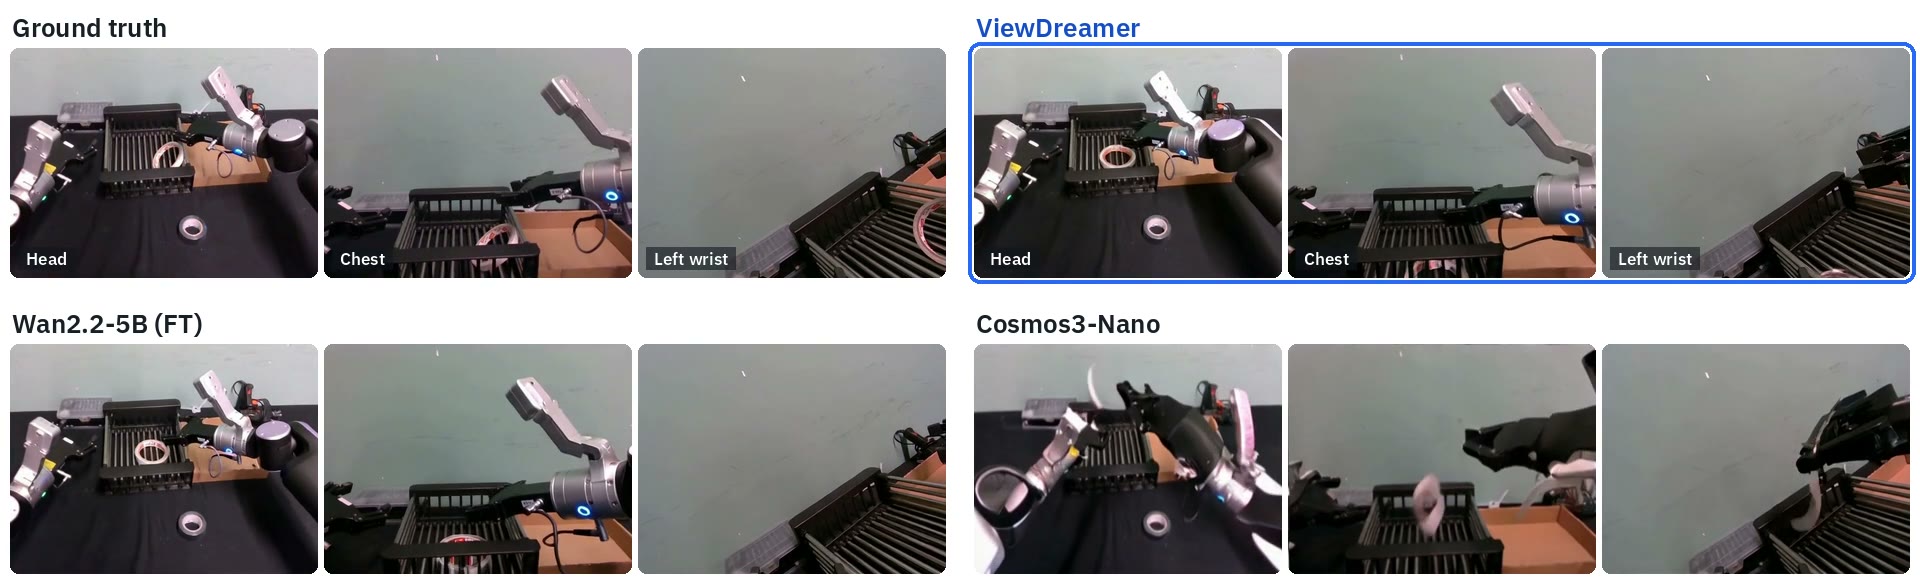 Ground truth
ViewDreamer
Head
Chest
Left wrist
Head
Chest
Left wrist
Wan2.2-5B (FT)
Cosmos3-Nano